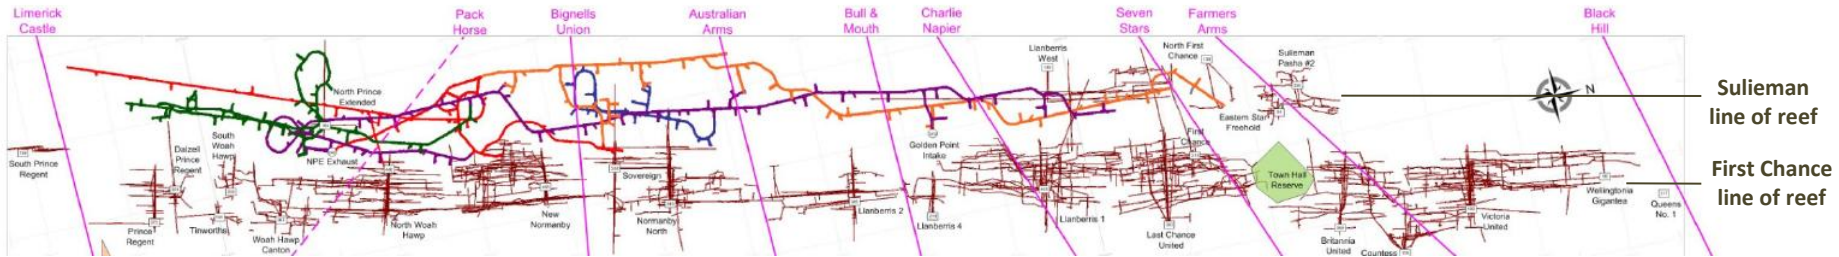 Limerick
Castle
Pack
Horse
Bignells
Union
Australian
Arms
Bull &
Mouth
Charlie
Napier
Seven
Stars
Farmers
Arms
Black
Hill
Llanberris
West
North First
Chance
Sulieman
Pasha #2
N
Sulieman
line of reef
North Prince
Extended
Eastern Star
Freehold
South Prince
Regent
Dalzell
Prince
Regent
South
Woah
Hawp
NPE Exhaust
Sovereign
Golden Point
Intake
First
Chance
Town Hall
Reserve
First Chance
line of reef
Wellingtonia
Gigantea
Queens
No. 1
Prince
Regent
Tinworths
Woah Hawp
Canton
North Woah
Hawp
New
Normanby
Normanby
North
Llanberris 2
Llanberris 4
Llanberris 1
Last Chance
United
Britannia
United
Countess
Victoria
United